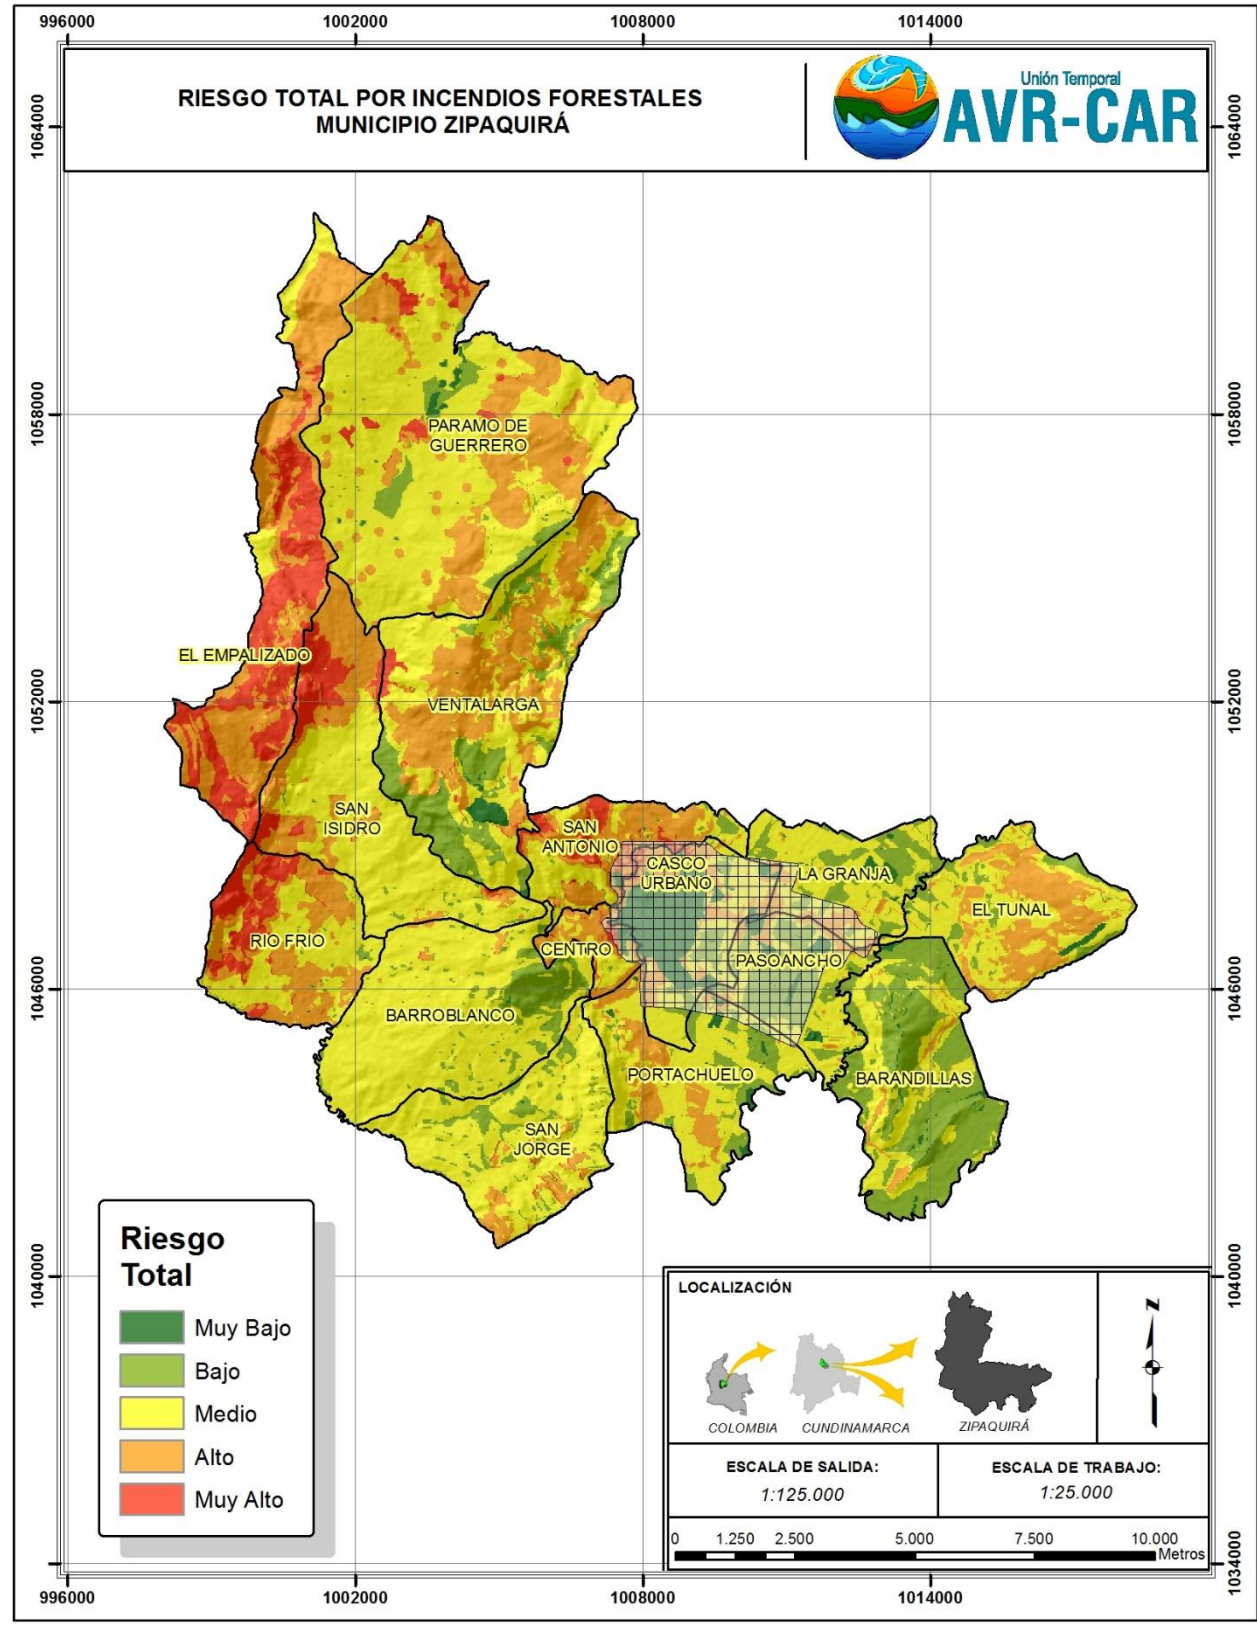 996000 1002000 1008000 1014000
RIESGO TOTAL POR INCENDIOS FORESTALES
MUNICIPIO ZIPAQUIRÁ
Unión Temporal
AVR-CAR
1064000 1064000
1058000 1058000
PARAMO DE
GUERRERO
EL EMPALIZADO
1052000 1052000
VENTALARGA
SAN
ISIDRO
SAN
ANTONIO
CASCO
URBANO
LA GRANJA
EL TUNAL
RIO FRIO
CENTRO
PASOANCHO
1046000 1046000
BARROBLANCO
PORTACHUELO
BARANDILLAS
SAN
JORGE
1040000 1040000
Riesgo
Total
Muy Bajo
Bajo
Medio
Alto
Muy Alto
LOCALIZACIÓN
N
COLOMBIA CUNDINAMARCA ZIPAQUIRÁ
ESCALA DE SALIDA:
1:125.000
ESCALA DE TRABAJO:
1:25.000
0 1.250 2.500 5.000 7.500 10.000
Metros
1034000
996000 1002000 1008000 1014000